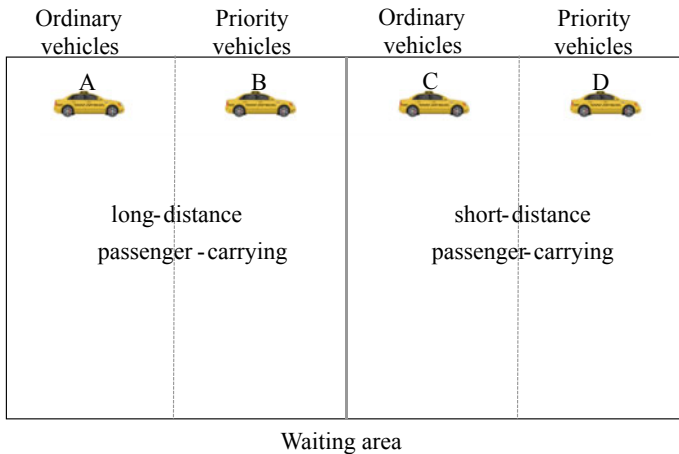 Ordinary vehicles
Priority vehicles
Ordinary vehicles
Priority vehicles
A
B
C
D
long-distance
passenger-carrying
short-distance
passenger-carrying
Waiting area